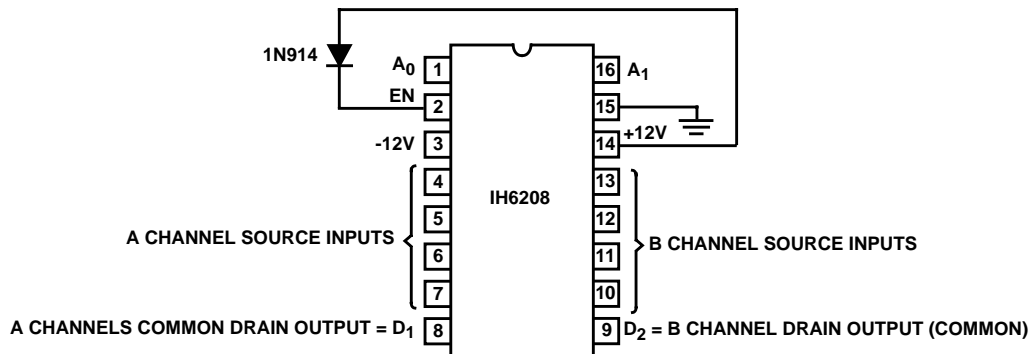 1N914
A0 1 16 A1
EN 2 15
-12V 3 14 +12V
4 13
IH6208
5 12
A CHANNEL SOURCE INPUTS B CHANNEL SOURCE INPUTS
6 11
7 10
A CHANNELS COMMON DRAIN OUTPUT = D1 8 9 D2 = B CHANNEL DRAIN OUTPUT (COMMON)